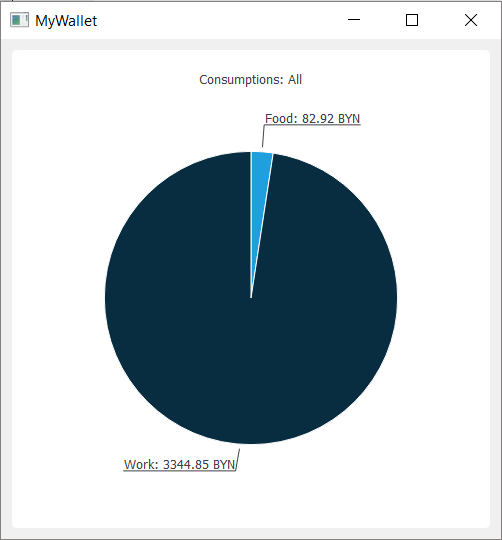 MyWallet
Consumptions: All
Food: 82.92 BYN
Work: 3344.85 BYN